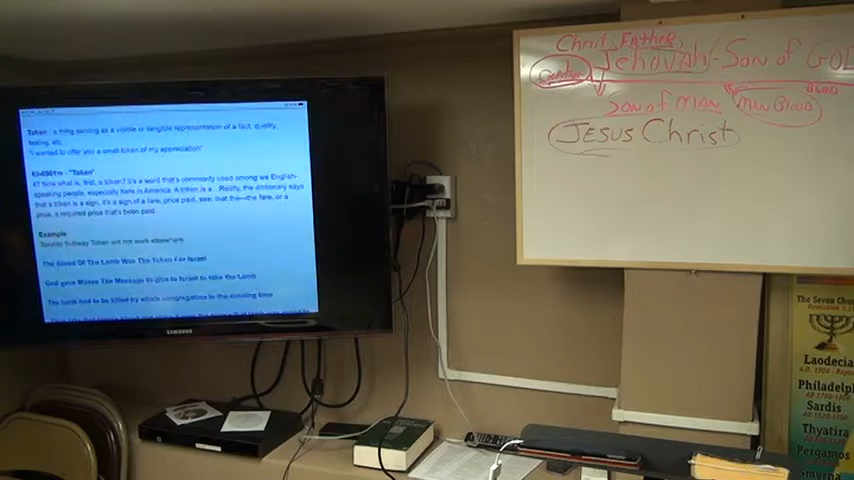 Token - a thing serving as a visible or tangible representation of a fact, quality,
feeling, etc.
"I wanted to offer you a small token of my appreciation"
63-0901m - "Token"
47 Now what is, first, a token? It's a word that's commonly used among we English-
speaking people, especially here in America. A token is a...Really, the dictionary says
that a token is a sign, it's a sign of a fare, price paid, see; that the—the fare, or a
price, a required price that's been paid.
Example
Subway Token will not work elsewhere
The Blood Of The Lamb Was The Token For Israel
God gave Moses The Message to give to Israel to take the Lamb
The lamb had to be killed by whole congregation in the evening time
SAMSUNG
Christ Father
Jehovah - Son of GOD
BLOOD
SON of MAN
MAN BLOOD
JESUS Christ
The Seven Church
Revelation
Laodicea
A.D. 1906 -
Philadelph
AD 1750-
Sardis
Thyatira
Pergamos
Smyrna